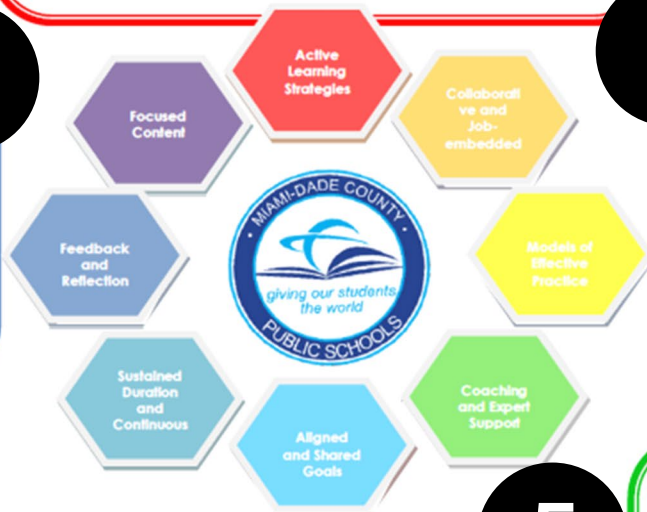 Active
Learning
Strategies
Collaborati
ve and
Job-
embedded
Focused
Content
MIAMI-DADE COUNTY
giving our students
the world
PUBLIC SCHOOLS
Models of
Effective
Practice
Feedback
and
Reflection
Sustained
Duration
and
Continuous
Coaching
and Expert
Support
Aligned
and Shared
Goals